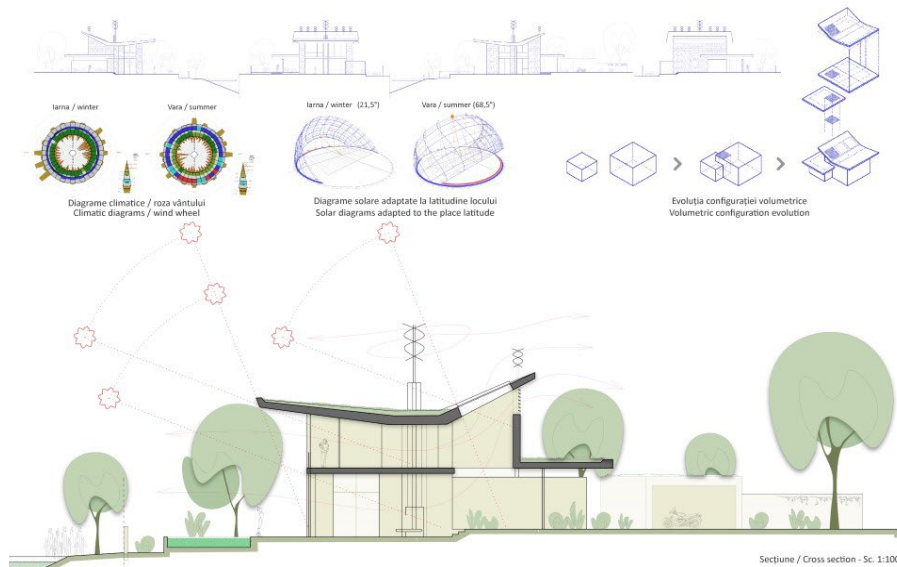 Iarna / winter
Vara / summer
Iarna / winter (21,5°)
Vara / summer (68,5°)
Diagrame climatice / roza vântului
Climatic diagrams / wind wheel
Diagrame solare adaptate la latitudine locului
Solar diagrams adapted to the place latitude
Evoluția configurației volumetrice
Volumetric configuration evolution
Secțiune / Cross section - Sc. 1:100